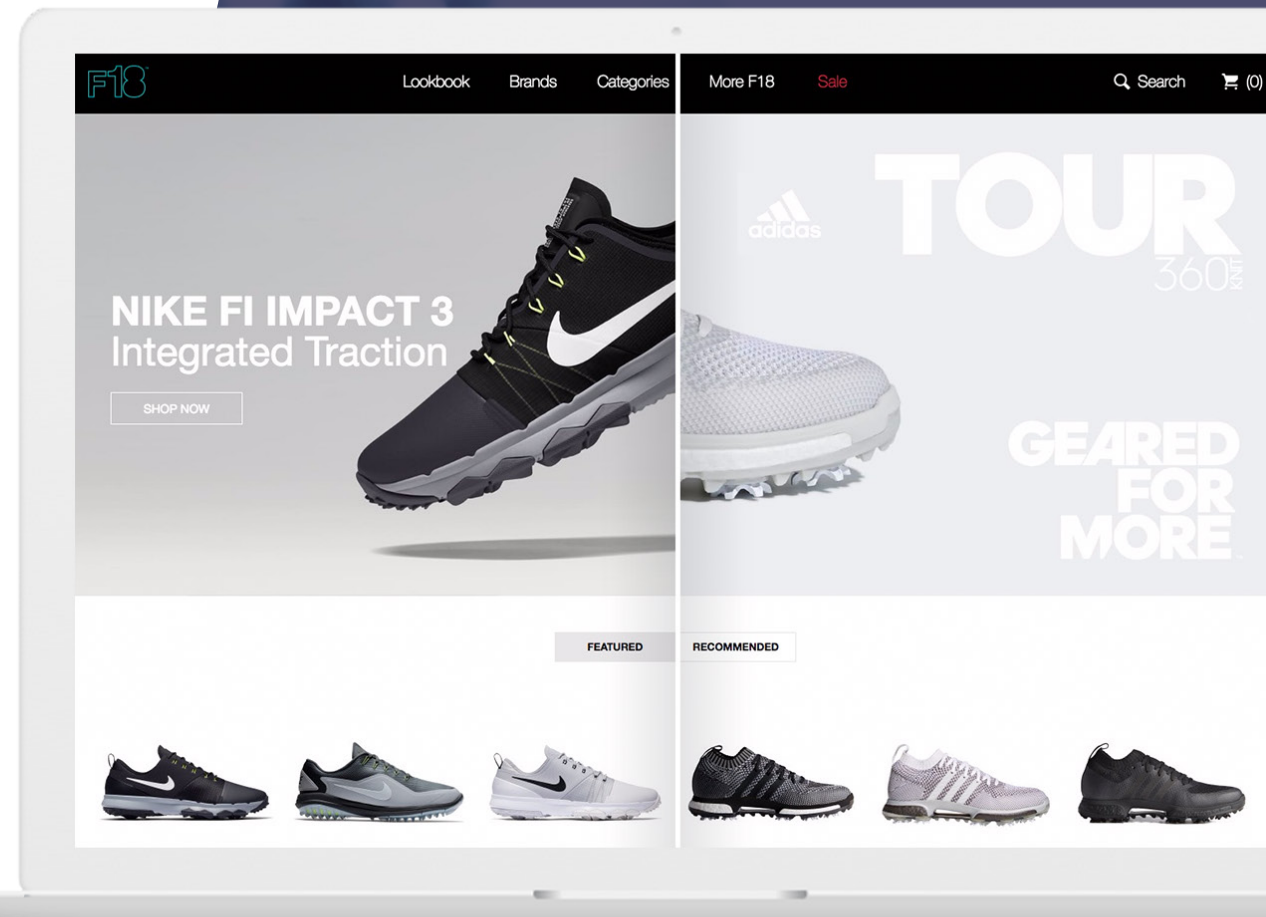 F18
Lookbook Brands Categories More F18 Sale Search (0)
NIKE FI IMPACT 3
Integrated Traction
SHOP NOW
adidas
TOUR
360 KNIT
GEARED
FOR
MORE
FEATURED RECOMMENDED